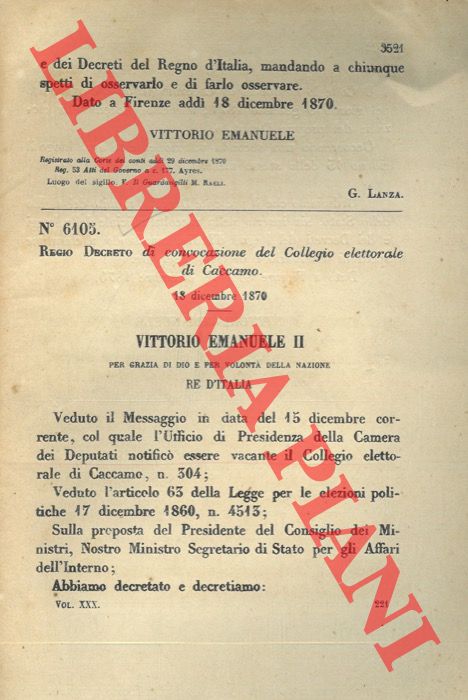 3521
e dei Decreti del Regno d'Italia, mandando a chiunque
spetti di osservarlo e di farlo osservare.
Dato a Firenze addì 18 dicembre 1870.
VITTORIO EMANUELE
Registrato alla Corte dei conti addì 29 dicembre 1870
Reg. 53 Atti del Governo a c. 177. Ayres.
Luogo del sigillo. V. Il Guardasigilli M. Raeli.
G. Lanza.
N° 6105.
Regio Decreto di convocazione del Collegio elettorale
di Caccamo.
18 dicembre 1870
VITTORIO EMANUELE II
PER GRAZIA DI DIO E PER VOLONTÀ DELLA NAZIONE
RE D'ITALIA
Veduto il Messaggio in data del 15 dicembre cor-
rente, col quale l'Ufficio di Presidenza della Camera
dei Deputati notificò essere vacante il Collegio eletto-
rale di Caccamo, n. 304;
Veduto l'articolo 63 della Legge per le elezioni poli-
tiche 17 dicembre 1860, n. 4513;
Sulla proposta del Presidente del Consiglio dei Mi-
nistri, Nostro Ministro Segretario di Stato per gli Affari
dell'Interno;
Abbiamo decretato e decretiamo:
Vol. XXX.
221
LIBRERIA PIANI